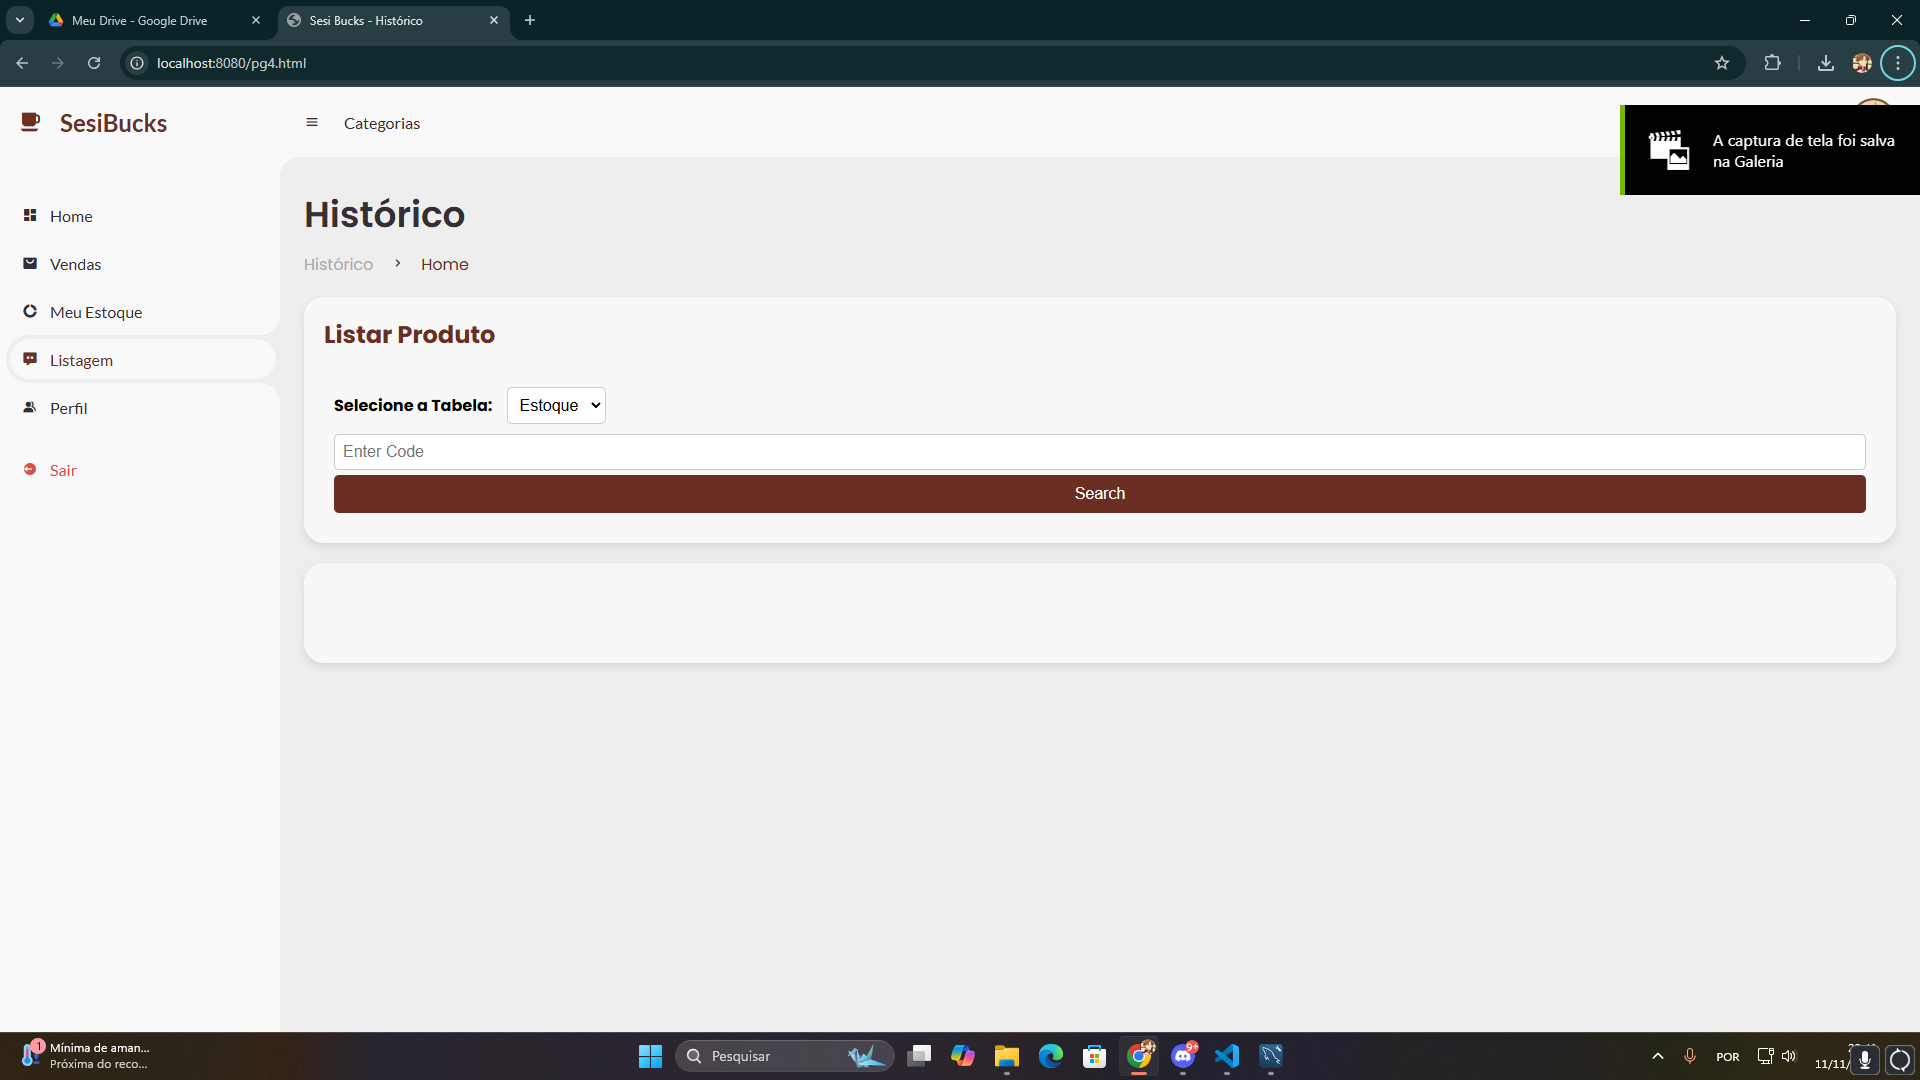 Meu Drive - Google Drive
Sesi Bucks - Histórico
localhost:8080/pg4.html
SesiBucks
Categorias
A captura de tela foi salva
na Galeria
Home
Vendas
Meu Estoque
Listagem
Perfil
Sair
Histórico
Histórico > Home
Listar Produto
Selecione a Tabela: Estoque
Enter Code
Search
1
Mínima de aman...
Próxima do reco...
Pesquisar
9+
POR
11/11/